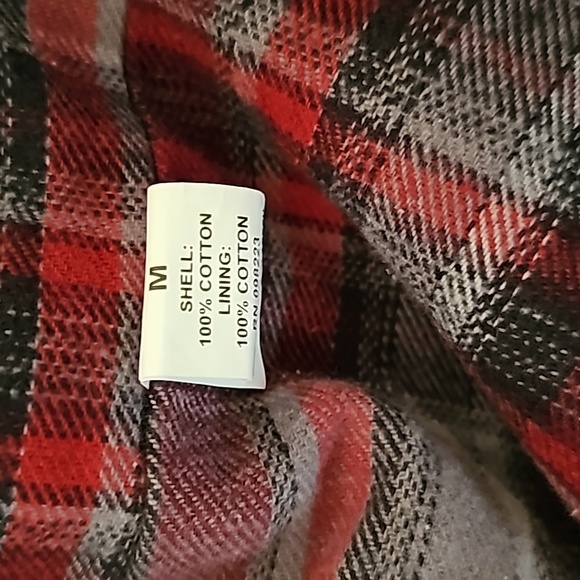 M
SHELL:
100% COTTON
LINING:
100% COTTON
RN 098223